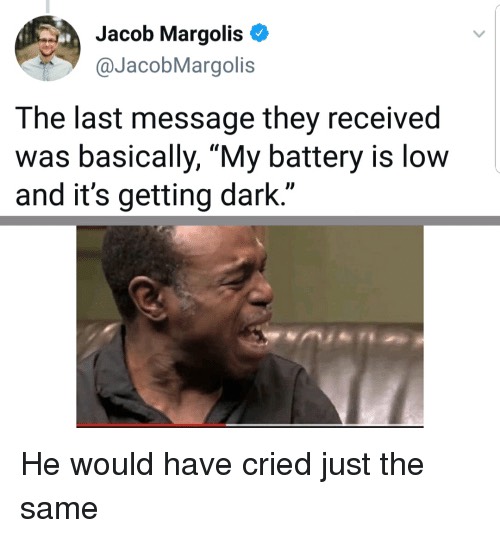 Jacob Margolis
@JacobMargolis
The last message they received
was basically, “My battery is low
and it’s getting dark.”
He would have cried just the
same